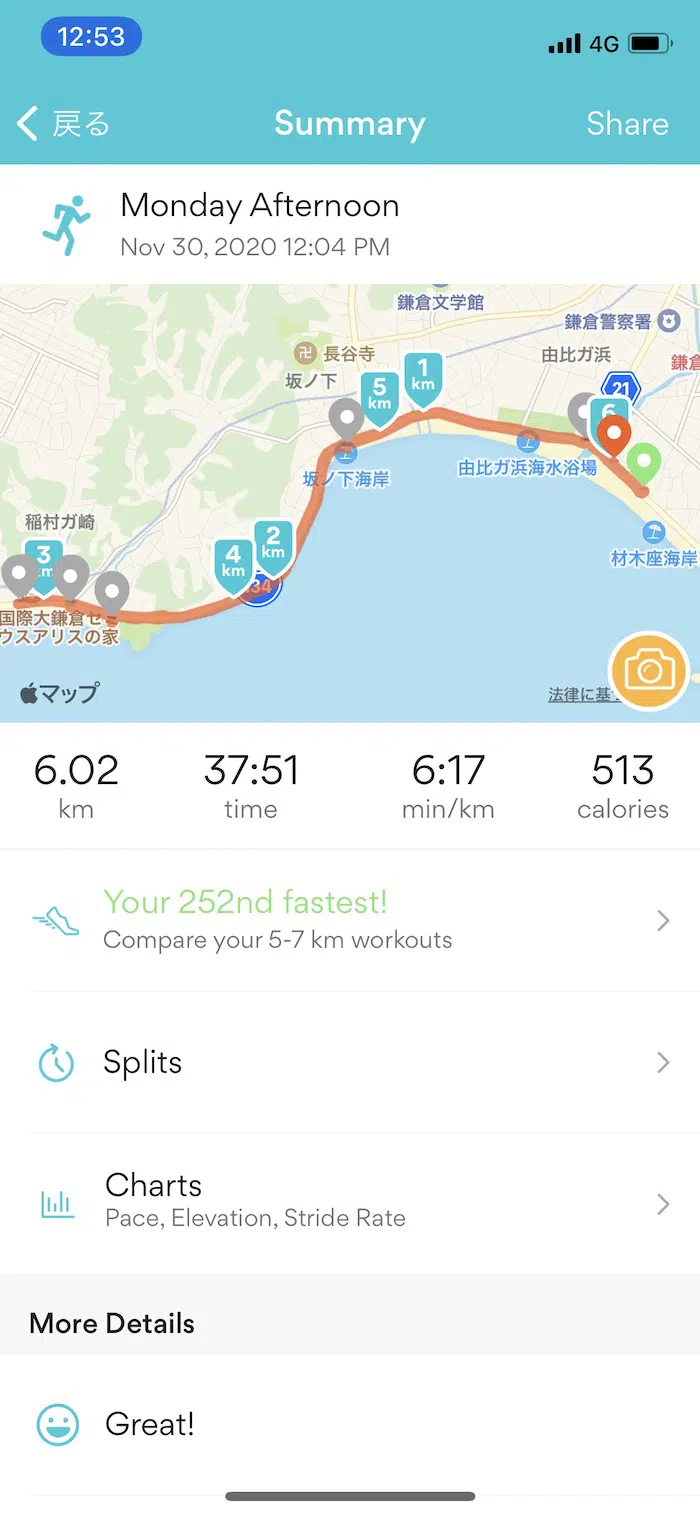 12:53
4G
戻る
Summary
Share
Monday Afternoon
Nov 30, 2020 12:04 PM
鎌倉文学館
鎌倉警察署
長谷寺
由比ガ浜
鎌倉
坂ノ下
1
km
5
km
21
6
由比ガ浜海水浴場
坂ノ下海岸
稲村ガ崎
2
km
4
km
3
材木座海岸
34
国際大鎌倉セ
ウスアリスの家
マップ
法律に基
6.02
km
37:51
time
6:17
min/km
513
calories
Your 252nd fastest!
Compare your 5-7 km workouts
Splits
Charts
Pace, Elevation, Stride Rate
More Details
Great!